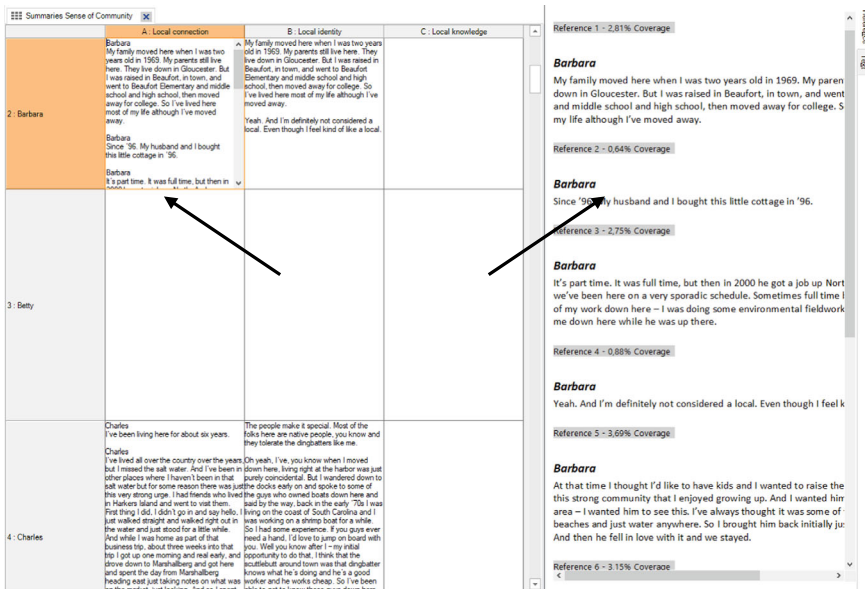 Summaries Sense of Community
A : Local connection
B : Local identity
C : Local knowledge
2 : Barbara
Barbara
My family moved here when I was two
years old in 1969. My parents still live
here. They live down in Gloucester. But
I was raised in Beaufort, in town, and
went to Beaufort Elementary and middle
school and high school, then moved
away for college. So I've lived here
most of my life although I've moved
away.
Barbara
Since '96. My husband and I bought
this little cottage in '96.
Barbara
It's part time. It was full time, but then in
My family moved here when I was two years
old in 1969. My parents still live here. They
live down in Gloucester. But I was raised in
Beaufort, in town, and went to Beaufort
Elementary and middle school and high
school, then moved away for college. So
I've lived here most of my life although I've
moved away.
Yeah. And I'm definitely not considered a
local. Even though I feel kind of like a local.
3 : Betty
4 : Charles
Charles
I've been living here for about six years.
Charles
I've lived all over the country over the years,
but I missed the salt water. And I've been in
other places where I haven't been in that
salt water but for some reason there was just
this very strong urge. I had friends who lived
in Harkers Island and went to visit them.
First thing I did, I didn't go in and say hello, I
just walked straight and walked right out in
the water and just stood for a little while.
And while I was home as part of that
business trip, about three weeks into that
trip I got up one morning and real early, and
drove down to Marshallberg and got here
and spent the day from Marshallberg
heading east just taking notes on what was
The people make it special. Most of the
folks here are native people, you know and
they tolerate the dingbatters like me.
Oh yeah, I've, you know when I moved
down here, living right at the harbor was just
purely coincidental. But I wandered down to
the docks early on and spoke to some of
the guys who owned boats down here and
said by the way, back in the early '70s I was
living on the coast of South Carolina and I
was working on a shrimp boat for a while.
So I had some experience. If you guys ever
need a hand, I'd love to jump on board with
you. Well you know after I – my initial
opportunity to do that, I think that the
scuttlebutt around town was that dingbatter
knows what he's doing and he's a good
worker and he works cheap. So I've been
Reference 1 - 2,81% Coverage
Barbara
My family moved here when I was two years old in 1969. My paren
down in Gloucester. But I was raised in Beaufort, in town, and went
and middle school and high school, then moved away for college. S
my life although I've moved away.
Reference 2 - 0,64% Coverage
Barbara
Since '96. My husband and I bought this little cottage in '96.
Reference 3 - 2,75% Coverage
Barbara
It's part time. It was full time, but then in 2000 he got a job up Nort
we've been here on a very sporadic schedule. Sometimes full time
of my work down here – I was doing some environmental fieldwork
me down here while he was up there.
Reference 4 - 0,88% Coverage
Barbara
Yeah. And I'm definitely not considered a local. Even though I feel k
Reference 5 - 3,69% Coverage
Barbara
At that time I thought I'd like to have kids and I wanted to raise the
this strong community that I enjoyed growing up. And I wanted him
area – I wanted him to see this. I've always thought it was some of
beaches and just water anywhere. So I brought him back initially ju
And then he fell in love with it and we stayed.
Reference 6 - 3.15% Coverage